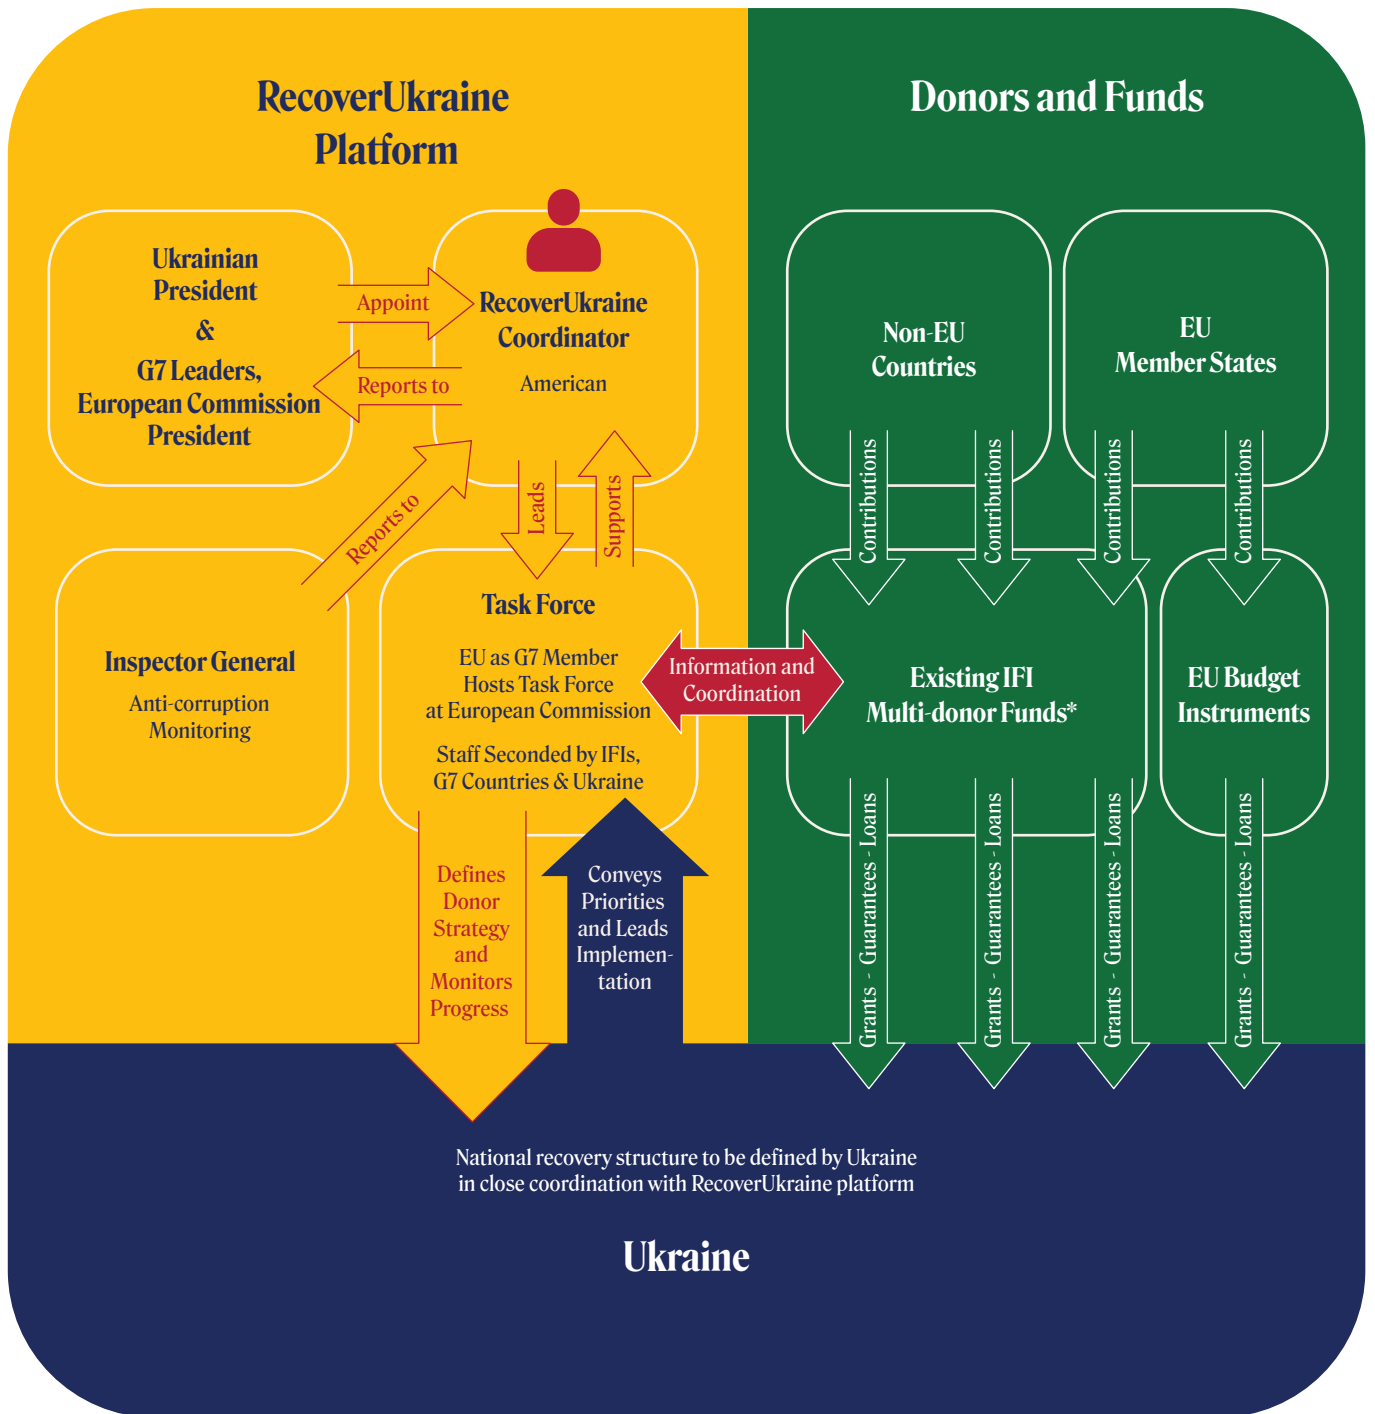 RecoverUkraine
Platform
Donors and Funds
Ukrainian
President
&
G7 Leaders,
European Commission
President
Appoint
Reports to
RecoverUkraine
Coordinator
American
Non-EU
Countries
EU
Member States
Reports to
Leads
Supports
Contributions
Contributions
Contributions
Contributions
Inspector General
Anti-corruption
Monitoring
Task Force
EU as G7 Member
Hosts Task Force
at European Commission
Staff Seconded by IFIs,
G7 Countries & Ukraine
Information and
Coordination
Existing IFI
Multi-donor Funds*
EU Budget
Instruments
Defines
Donor
Strategy
and
Monitors
Progress
Conveys
Priorities
and Leads
Implemen-
tation
Grants - Guarantees - Loans
Grants - Guarantees - Loans
Grants - Guarantees - Loans
Grants - Guarantees - Loans
National recovery structure to be defined by Ukraine
in close coordination with RecoverUkraine platform
Ukraine